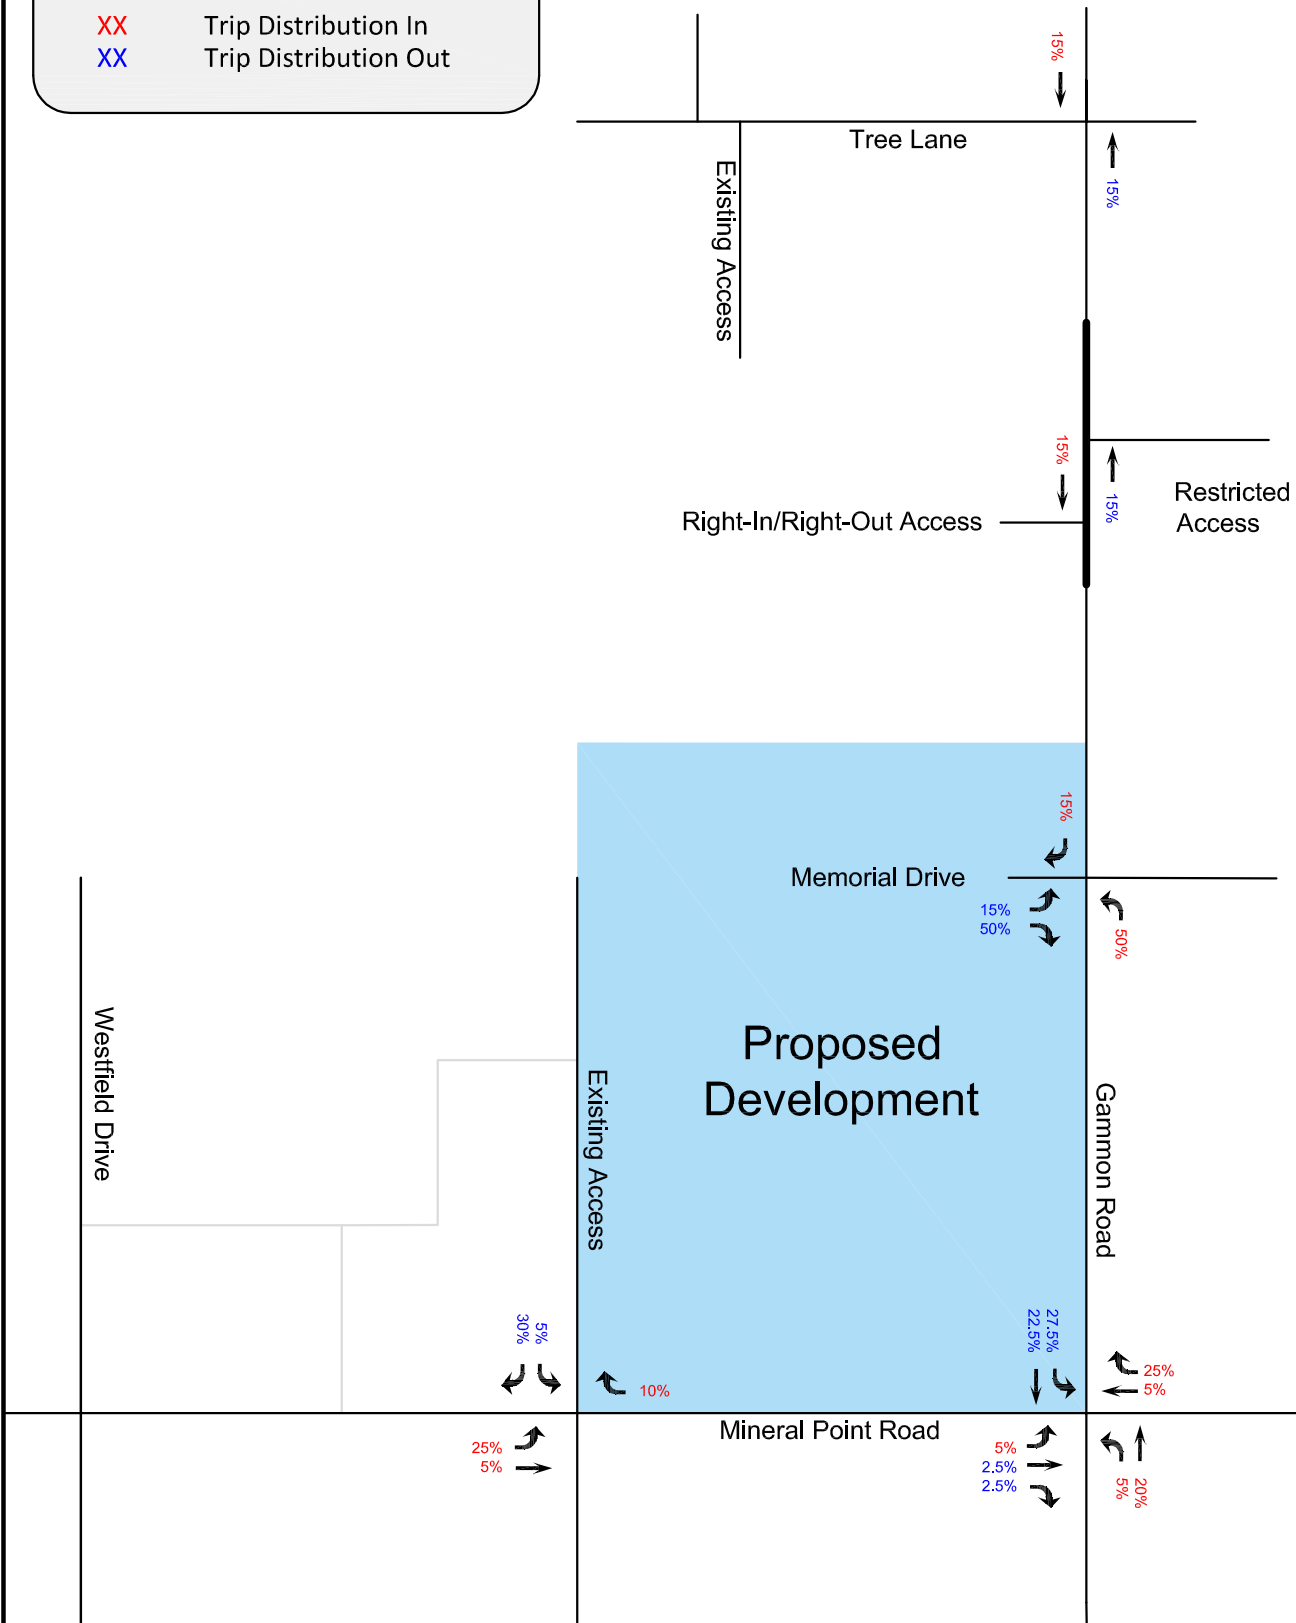 XX Trip Distribution In
XX Trip Distribution Out
15%
Tree Lane
15%
Existing Access
15%
15%
Restricted
Access
Right-In/Right-Out Access
15%
Memorial Drive
15%
50%
50%
Proposed
Development
Westfield Drive
Existing Access
Gammon Road
5%
30%
27.5%
22.5%
10%
25%
5%
Mineral Point Road
25%
5%
5%
2.5%
2.5%
20%
5%